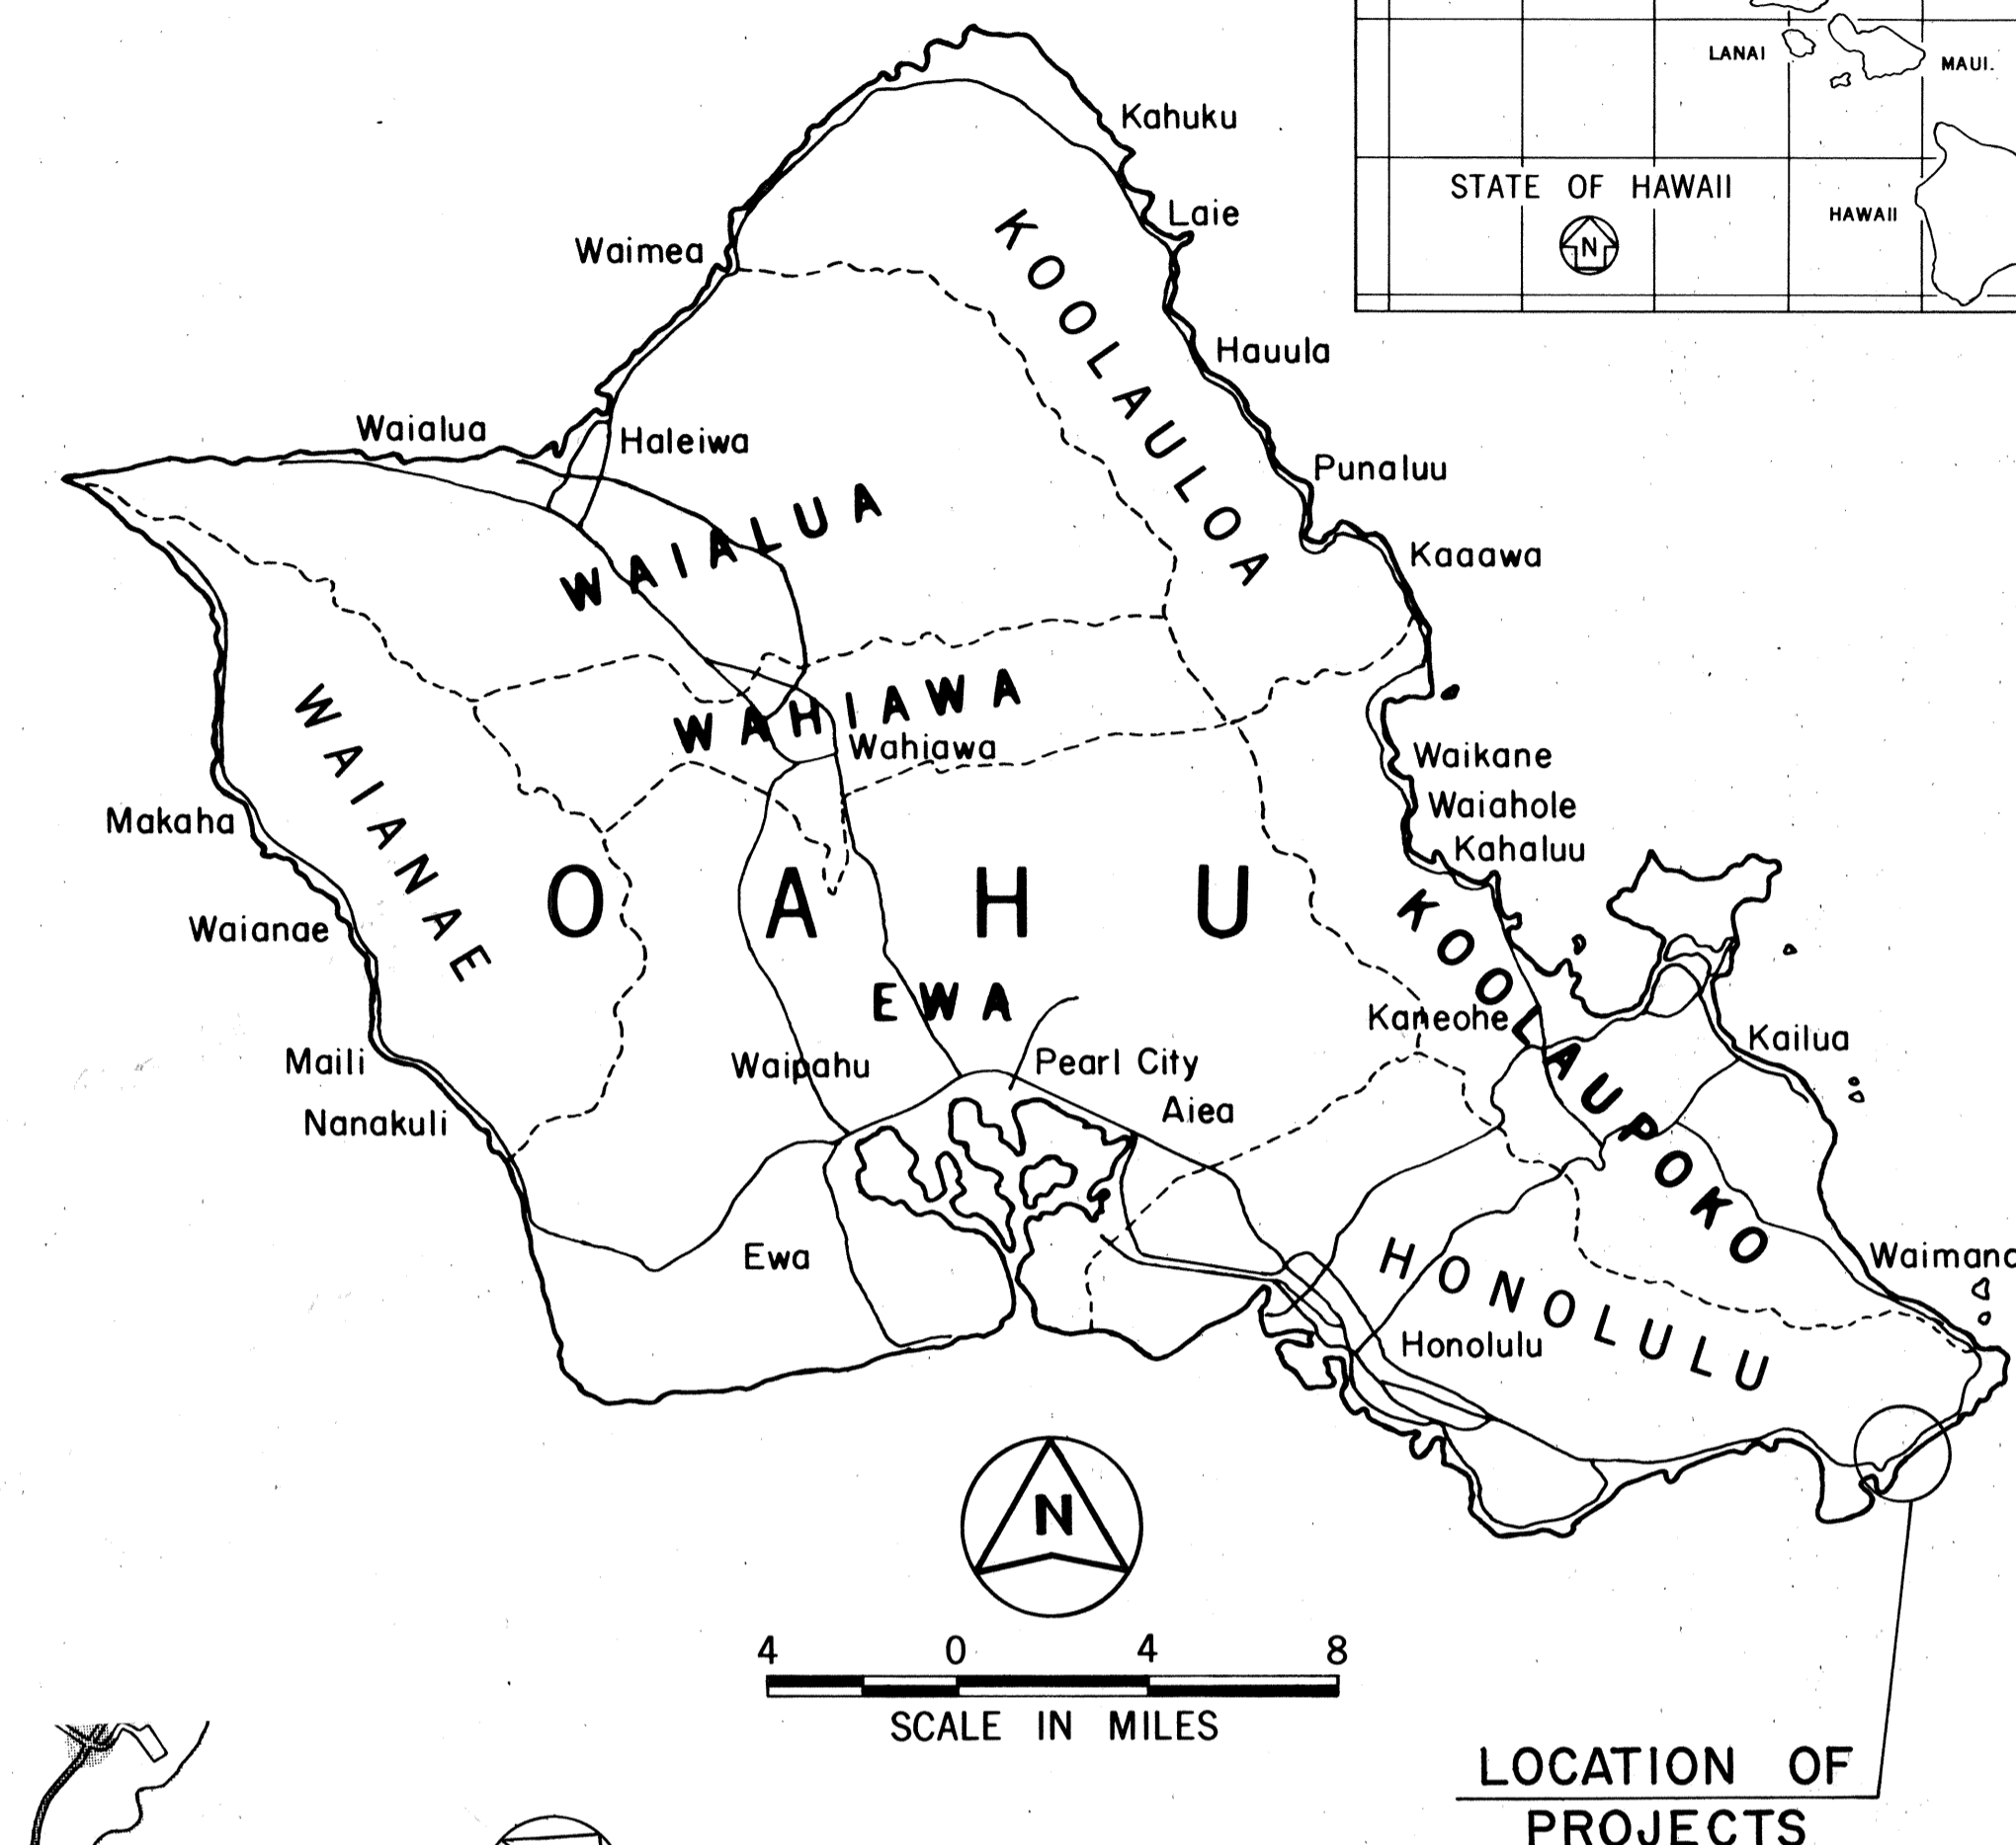 LANAI
MAUI.
STATE OF HAWAII
N
HAWAII
Kahuku
Laie
Waimea
KOOLAULOA
Hauula
Waialua
Haleiwa
Punaluu
WAIALUA
Kaaawa
WAHIAWA
Wahiawa
WAIANAE
Waikane
Waiahole
Makaha
Kahaluu
OAHU
Waianae
KOOLAUPOKO
EWA
Kaneohe
Kailua
Maili
Waipahu
Pearl City
Nanakuli
Aiea
Ewa
HONOLULU
Waimana
Honolulu
N
4 0 4 8
SCALE IN MILES
LOCATION OF
PROJECTS